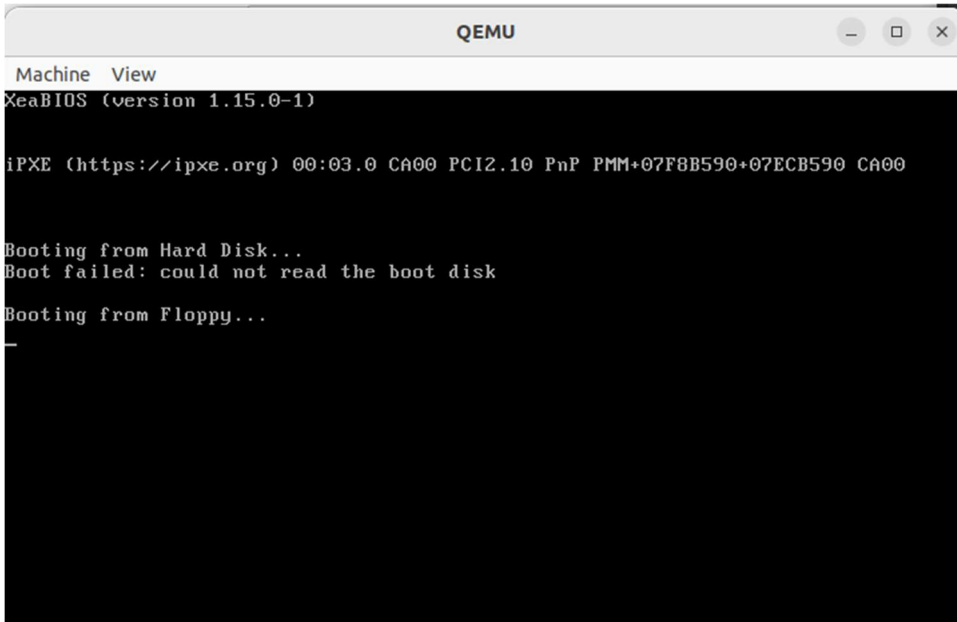 QEMU
Machine View
XeaBIOS (version 1.15.0-1)
iPXE (https://ipxe.org) 00:03.0 CA00 PCI2.10 PnP PMM+07F8B590+07ECB590 CA00
Booting from Hard Disk...
Boot failed: could not read the boot disk
Booting from Floppy...